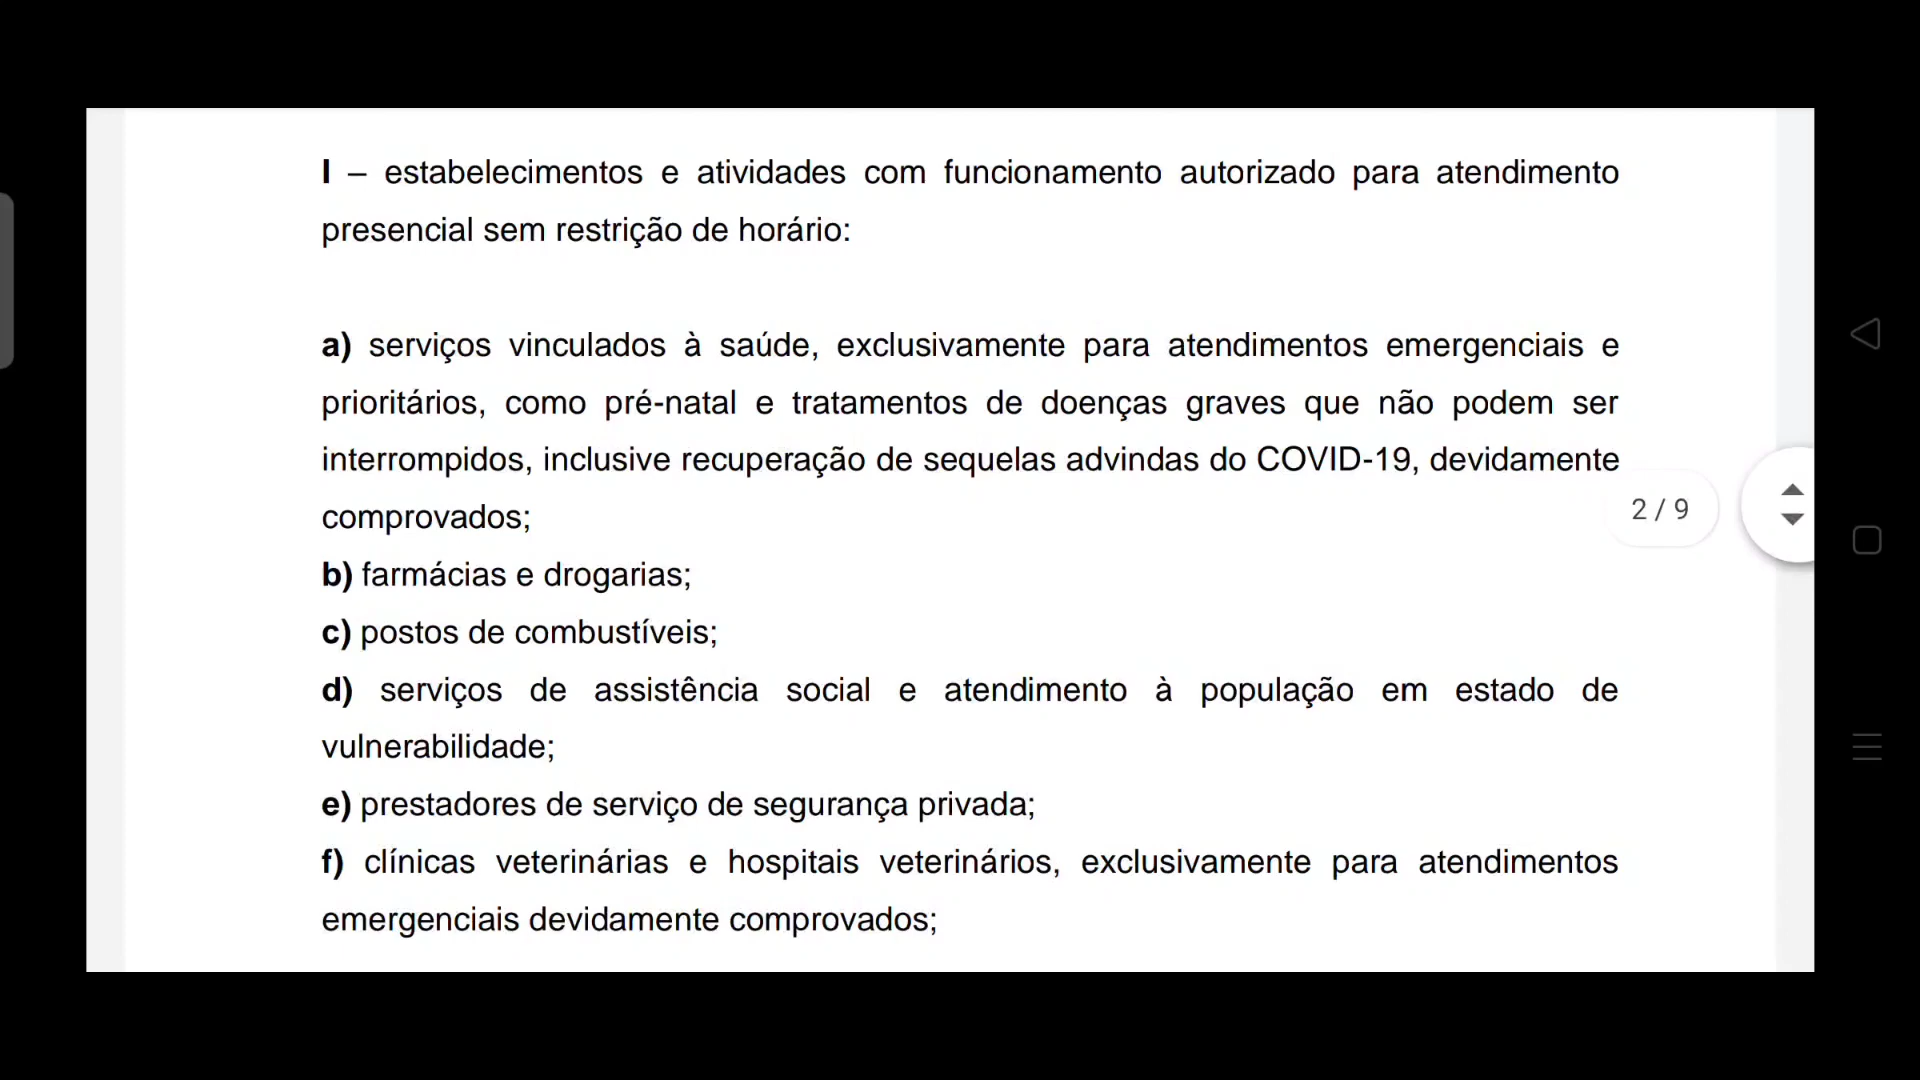 I – estabelecimentos e atividades com funcionamento autorizado para atendimento
presencial sem restrição de horário:
a) serviços vinculados à saúde, exclusivamente para atendimentos emergenciais e
prioritários, como pré-natal e tratamentos de doenças graves que não podem ser
interrompidos, inclusive recuperação de sequelas advindas do COVID-19, devidamente
comprovados;
2 / 9
b) farmácias e drogarias;
c) postos de combustíveis;
d) serviços de assistência social e atendimento à população em estado de
vulnerabilidade;
e) prestadores de serviço de segurança privada;
f) clínicas veterinárias e hospitais veterinários, exclusivamente para atendimentos
emergenciais devidamente comprovados;